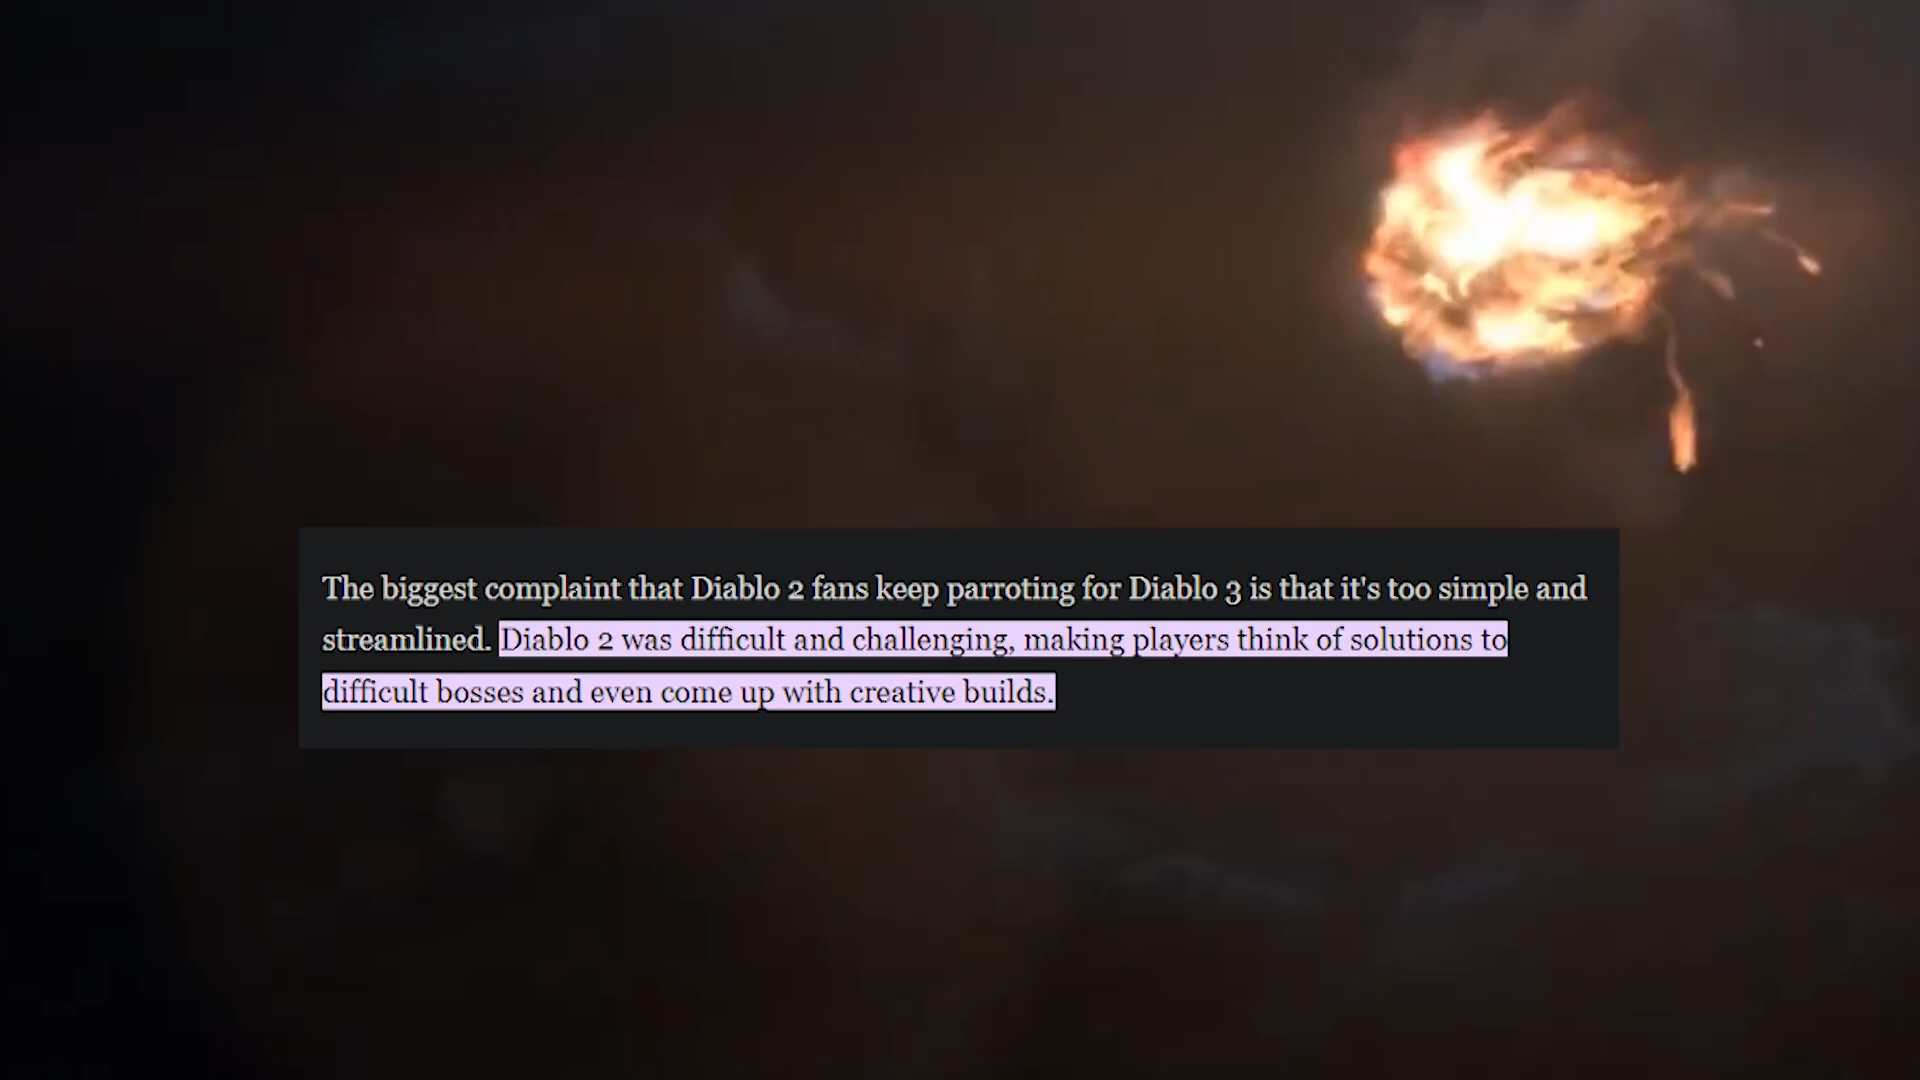 The biggest complaint that Diablo 2 fans keep parroting for Diablo 3 is that it's too simple and
streamlined. Diablo 2 was difficult and challenging, making players think of solutions to
difficult bosses and even come up with creative builds.